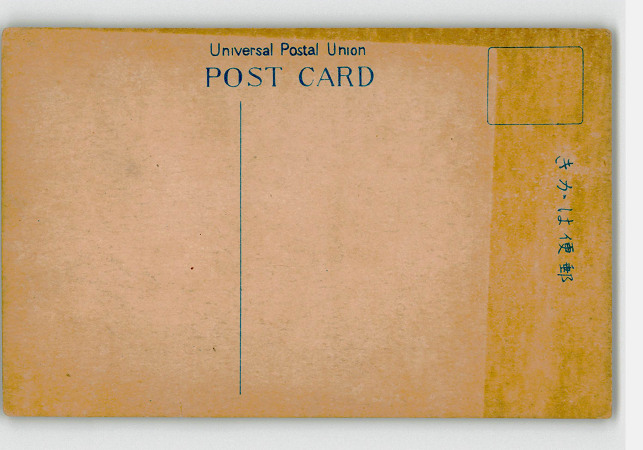 Universal Postal Union
POST CARD
郵便はがき